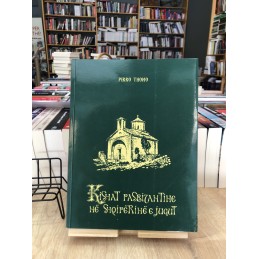 PIRRO THOMO
KISHAT PASBIZANTINE
NË SHQIPËRINË E JUGUT